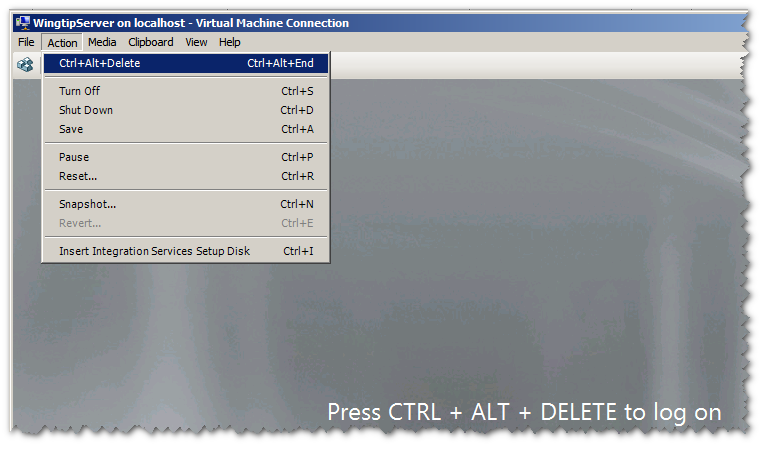 WingtipServer on localhost - Virtual Machine Connection
File Action Media Clipboard View Help
Ctrl+Alt+Delete Ctrl+Alt+End
Turn Off Ctrl+S
Shut Down Ctrl+D
Save Ctrl+A
Pause Ctrl+P
Reset... Ctrl+R
Snapshot... Ctrl+N
Revert... Ctrl+E
Insert Integration Services Setup Disk Ctrl+I
Press CTRL + ALT + DELETE to log on